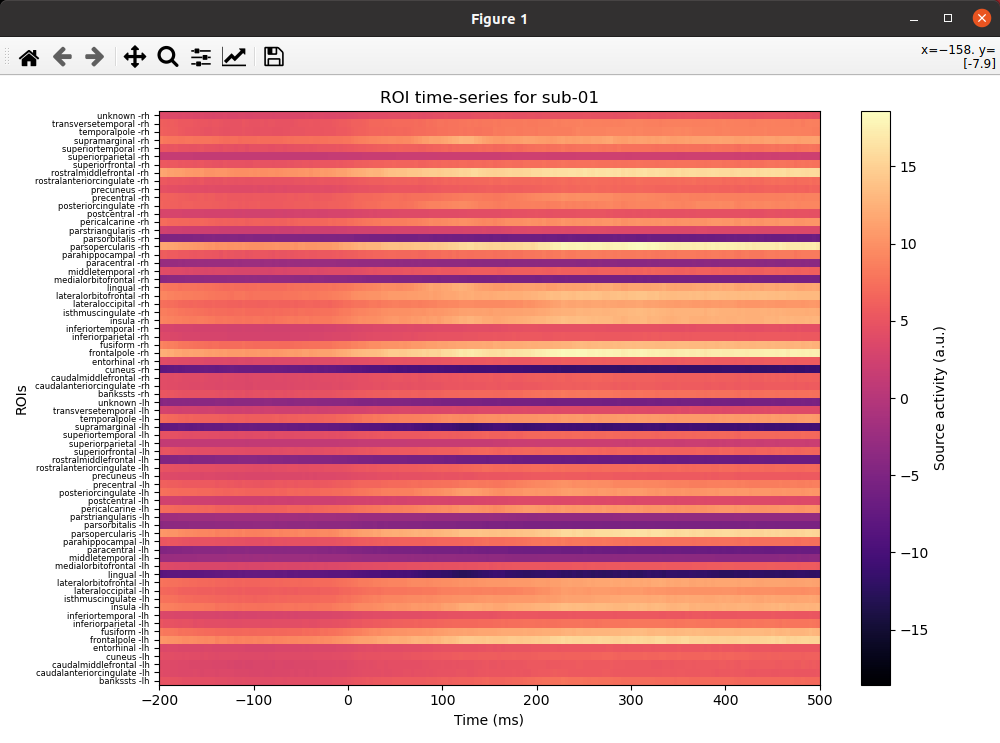 Figure 1
x=−158. y=
[-7.9]
ROI time-series for sub-01
unknown -rh
transversetemporal -rh
temporalpole -rh
supramarginal -rh
superiortemporal -rh
superiorparietal -rh
superiorfrontal -rh
rostralmiddlefrontal -rh
rostralanteriorcingulate -rh
precuneus -rh
precentral -rh
posteriorcingulate -rh
postcentral -rh
pericalcarine -rh
parstriangularis -rh
parsorbitalis -rh
parsopercularis -rh
parahippocampal -rh
paracentral -rh
middletemporal -rh
medialorbitofrontal -rh
lingual -rh
lateralorbitofrontal -rh
lateraloccipital -rh
isthmuscingulate -rh
insula -rh
inferiortemporal -rh
inferiorparietal -rh
fusiform -rh
frontalpole -rh
entorhinal -rh
cuneus -rh
caudalmiddlefrontal -rh
caudalanteriorcingulate -rh
bankssts -rh
unknown -lh
transversetemporal -lh
temporalpole -lh
supramarginal -lh
superiortemporal -lh
superiorparietal -lh
superiorfrontal -lh
rostralmiddlefrontal -lh
rostralanteriorcingulate -lh
precuneus -lh
precentral -lh
posteriorcingulate -lh
postcentral -lh
pericalcarine -lh
parstriangularis -lh
parsorbitalis -lh
parsopercularis -lh
parahippocampal -lh
paracentral -lh
middletemporal -lh
medialorbitofrontal -lh
lingual -lh
lateralorbitofrontal -lh
lateraloccipital -lh
isthmuscingulate -lh
insula -lh
inferiortemporal -lh
inferiorparietal -lh
fusiform -lh
frontalpole -lh
entorhinal -lh
cuneus -lh
caudalmiddlefrontal -lh
caudalanteriorcingulate -lh
bankssts -lh
ROIs
−200 −100 0 100 200 300 400 500
Time (ms)
15
10
5
0
−5
−10
−15
Source activity (a.u.)